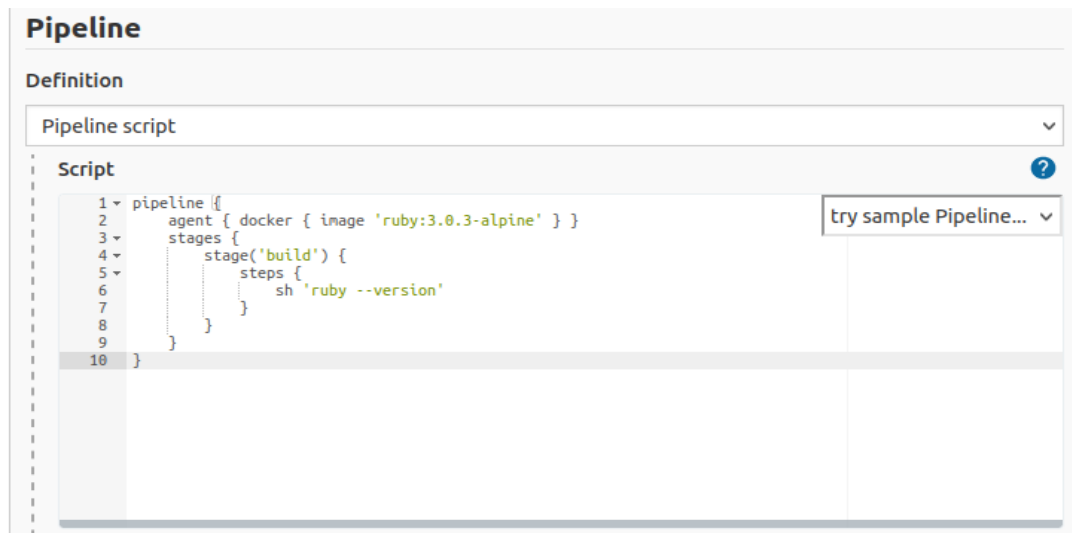 Pipeline
Definition
Pipeline script
Script
?
try sample Pipeline...
1 pipeline {
2     agent { docker { image 'ruby:3.0.3-alpine' } }
3     stages {
4         stage('build') {
5             steps {
6                 sh 'ruby --version'
7             }
8         }
9     }
10 }